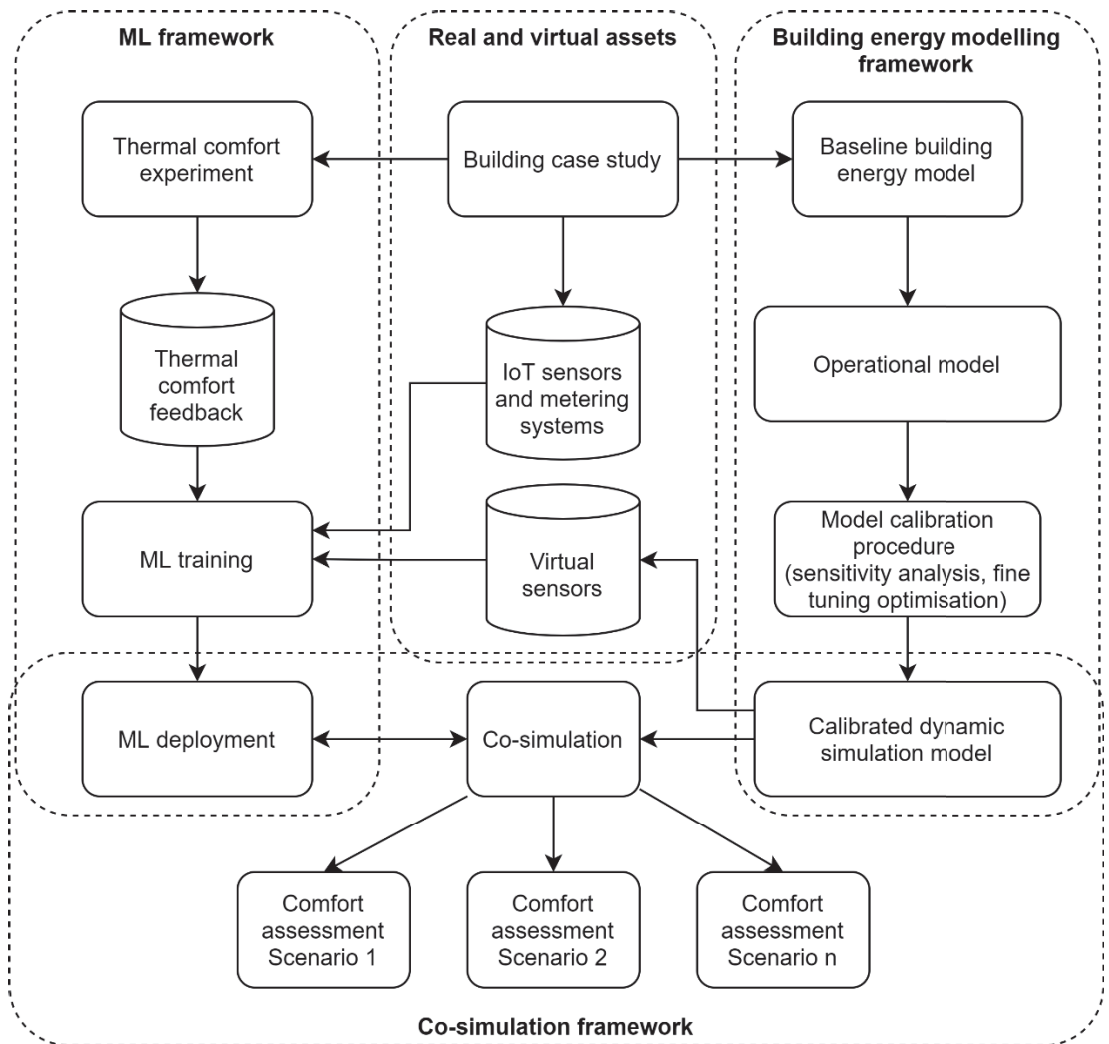 ML framework
Real and virtual assets
Building energy modelling
framework
Thermal comfort
experiment
Building case study
Baseline building
energy model
Thermal
comfort
feedback
IoT sensors
and metering
systems
Operational model
ML training
Virtual
sensors
Model calibration
procedure
(sensitivity analysis, fine
tuning optimisation)
ML deployment
Co-simulation
Calibrated dynamic
simulation model
Comfort
assessment
Scenario 1
Comfort
assessment
Scenario 2
Comfort
assessment
Scenario n
Co-simulation framework